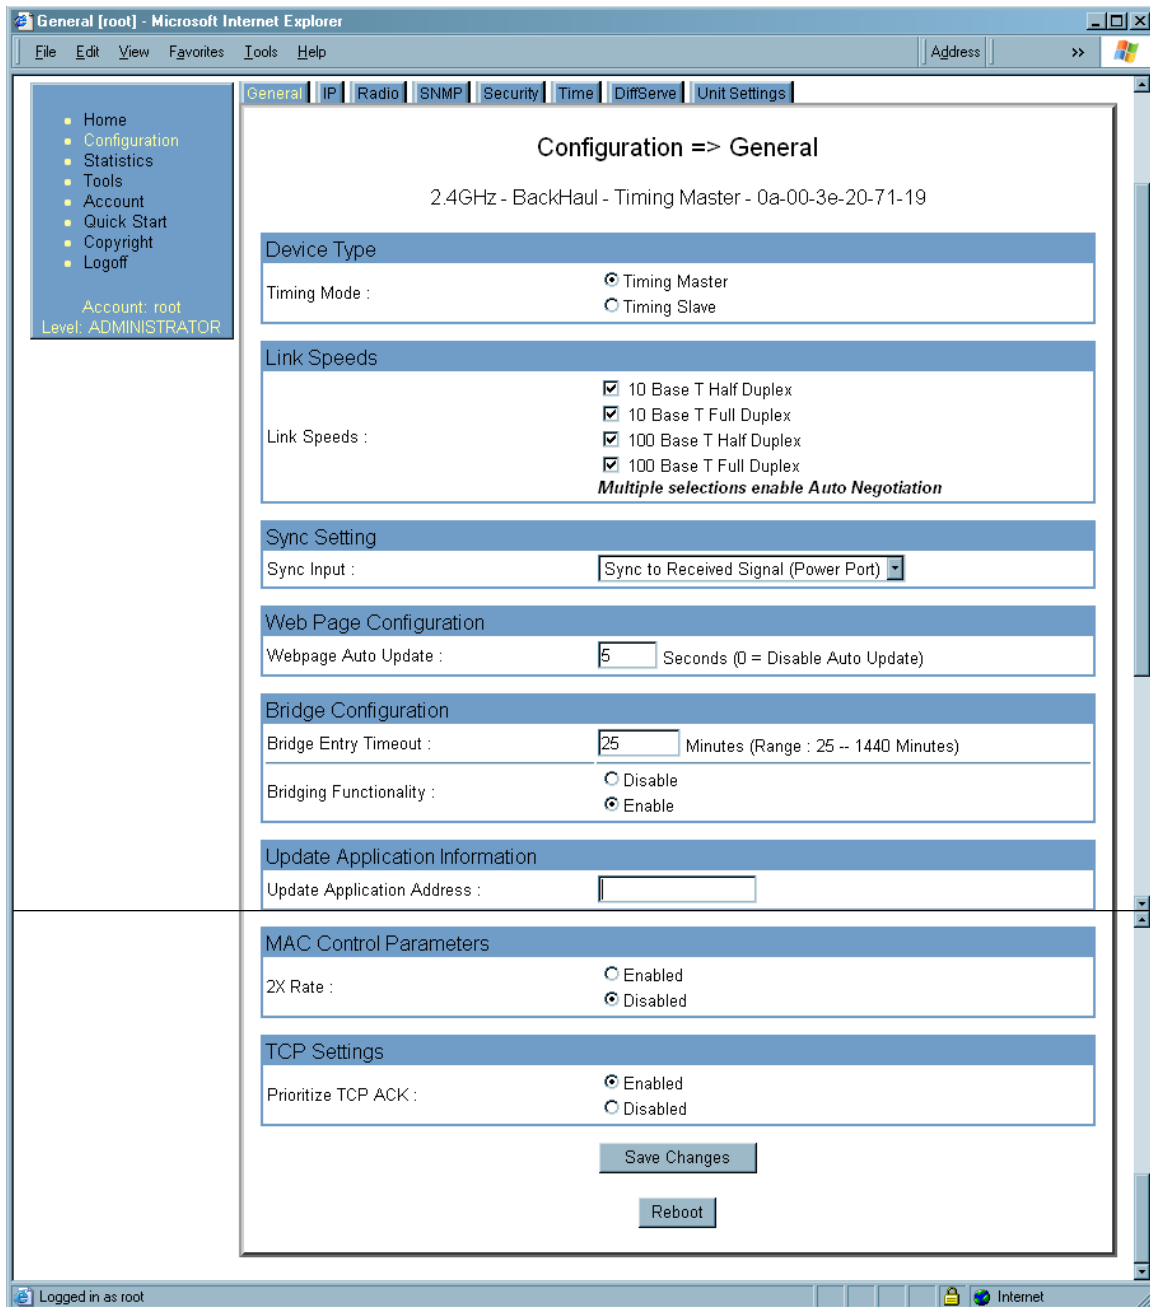 General [root] - Microsoft Internet Explorer
File Edit View Favorites Tools Help Address »
General IP Radio SNMP Security Time DiffServe Unit Settings
Home
Configuration
Statistics
Tools
Account
Quick Start
Copyright
Logoff
Account: root
Level: ADMINISTRATOR
Configuration => General
2.4GHz - BackHaul - Timing Master - 0a-00-3e-20-71-19
Device Type
Timing Mode :
Timing Master
Timing Slave
Link Speeds
Link Speeds :
10 Base T Half Duplex
10 Base T Full Duplex
100 Base T Half Duplex
100 Base T Full Duplex
Multiple selections enable Auto Negotiation
Sync Setting
Sync Input : Sync to Received Signal (Power Port)
Web Page Configuration
Webpage Auto Update : 5 Seconds (0 = Disable Auto Update)
Bridge Configuration
Bridge Entry Timeout : 25 Minutes (Range : 25 -- 1440 Minutes)
Bridging Functionality :
Disable
Enable
Update Application Information
Update Application Address :
MAC Control Parameters
2X Rate :
Enabled
Disabled
TCP Settings
Prioritize TCP ACK :
Enabled
Disabled
Save Changes
Reboot
Logged in as root Internet